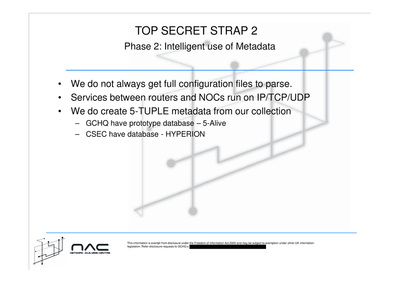 TOP SECRET STRAP 2
Phase 2: Intelligent use of Metadata
• We do not always get full configuration files to parse.
• Services between routers and NOCs run on IP/TCP/UDP
• We do create 5-TUPLE metadata from our collection
– GCHQ have prototype database – 5-Alive
– CSEC have database - HYPERION
NAC
NETWORK ANALYSIS CENTRE
This information is exempt from disclosure under the Freedom of Information Act 2000 and may be subject to exemption under other UK information
legislation. Refer disclosure requests to GCHQ